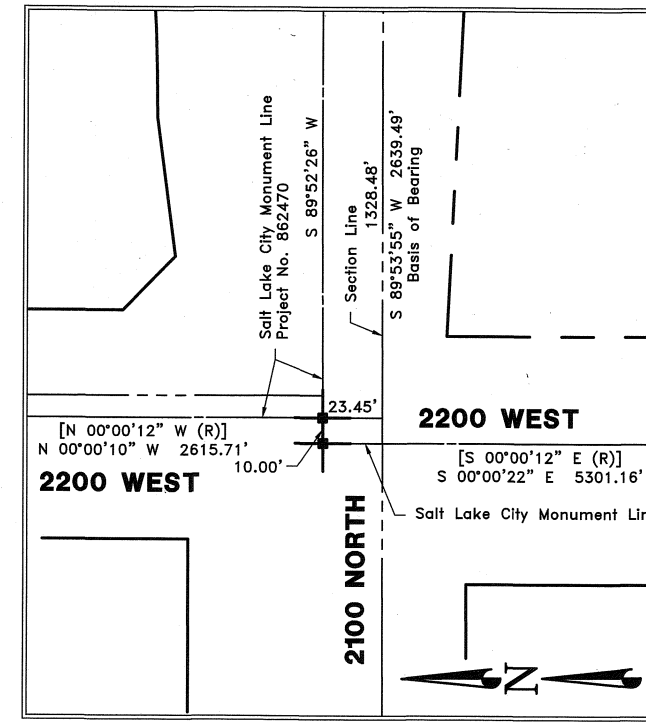 Salt Lake City Monument Line
Project No. 862470
S 89°52'26" W
Section Line
1328.48'
S 89°53'55" W 2639.49'
Basis of Bearing
23.45'
2200 WEST
[N 00°00'12" W (R)]
N 00°00'10" W 2615.71'
10.00'
2200 WEST
[S 00°00'12" E (R)]
S 00°00'22" E 5301.16'
Salt Lake City Monument Lin
2100 NORTH
N